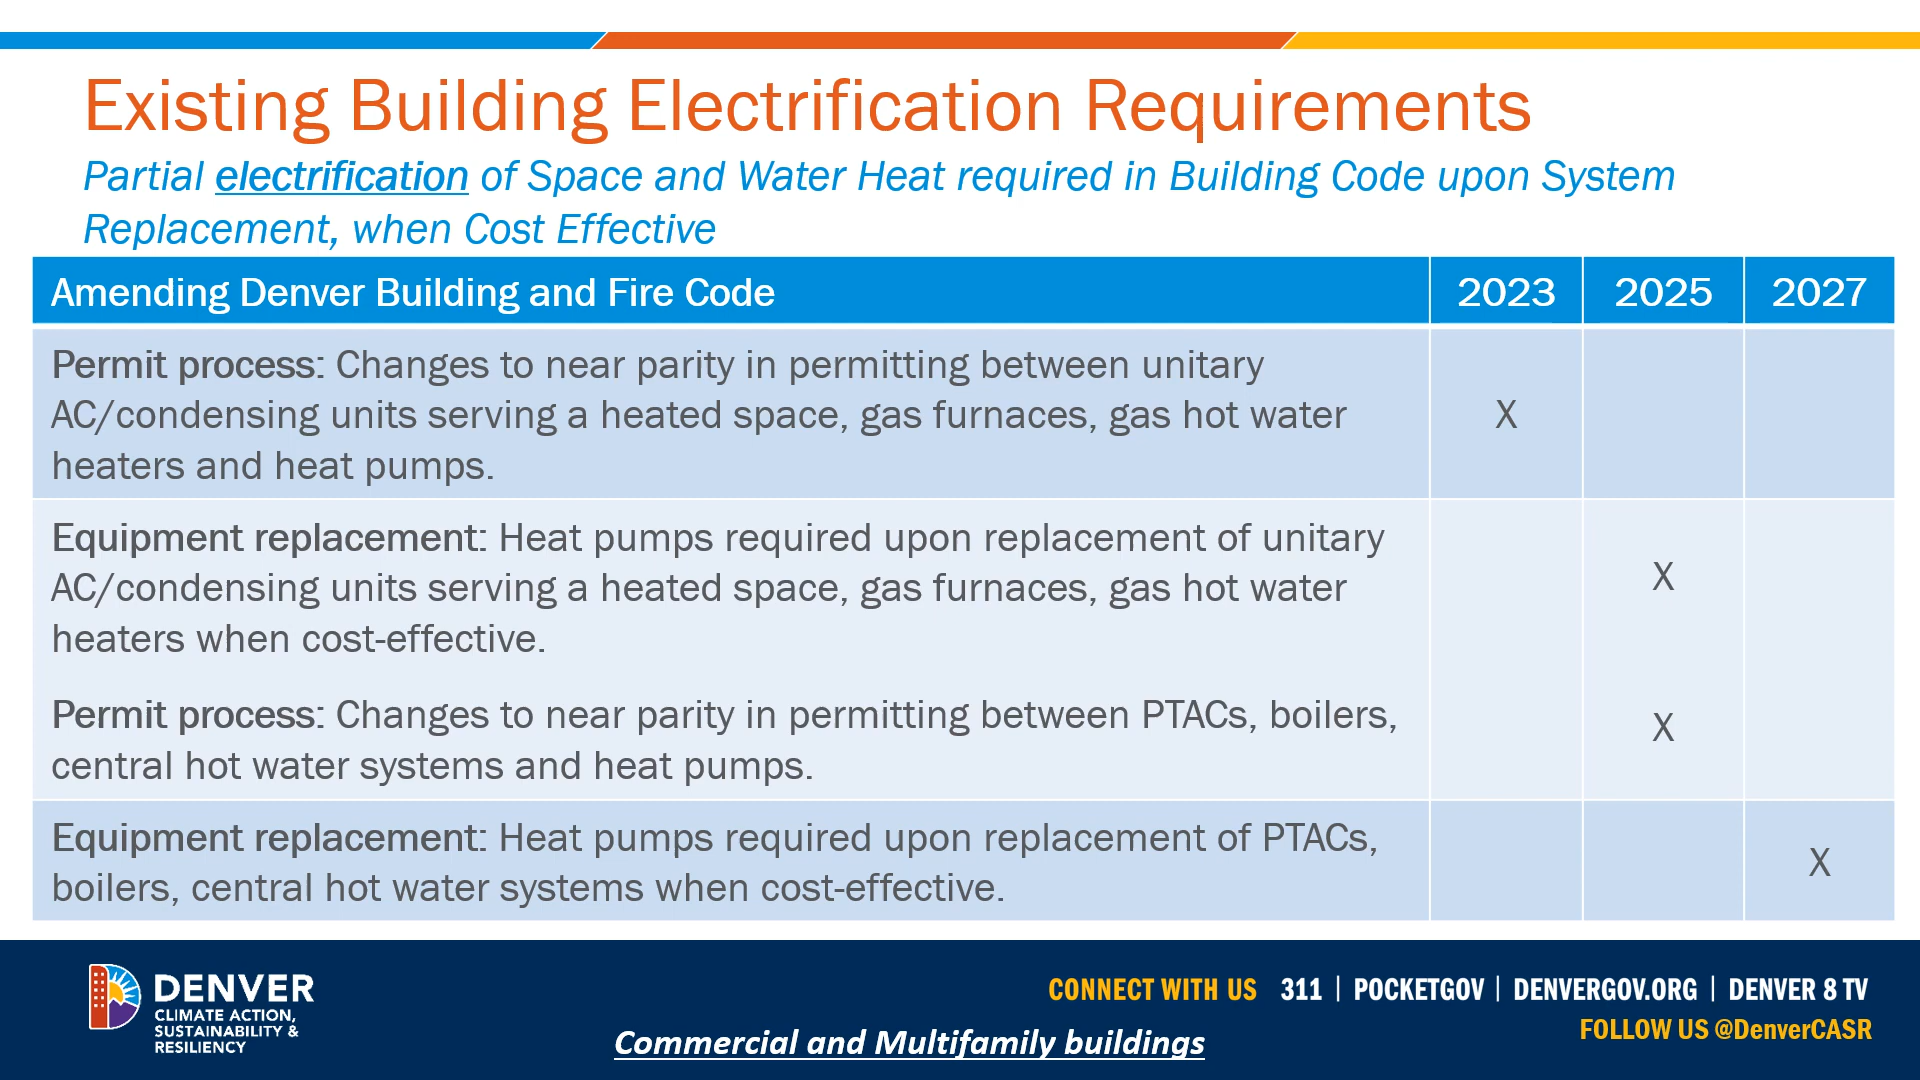 Existing Building Electrification Requirements
Partial electrification of Space and Water Heat required in Building Code upon System
Replacement, when Cost Effective
Amending Denver Building and Fire Code 2023 2025 2027
Permit process: Changes to near parity in permitting between unitary
AC/condensing units serving a heated space, gas furnaces, gas hot water
heaters and heat pumps.
X
Equipment replacement: Heat pumps required upon replacement of unitary
AC/condensing units serving a heated space, gas furnaces, gas hot water
heaters when cost-effective.
X
Permit process: Changes to near parity in permitting between PTACs, boilers,
central hot water systems and heat pumps.
X
Equipment replacement: Heat pumps required upon replacement of PTACs,
boilers, central hot water systems when cost-effective.
X
DENVER
CLIMATE ACTION,
SUSTAINABILITY &
RESILIENCY
Commercial and Multifamily buildings
CONNECT WITH US 311 | POCKETGOV | DENVERGOV.ORG | DENVER 8 TV
FOLLOW US @DenverCASR